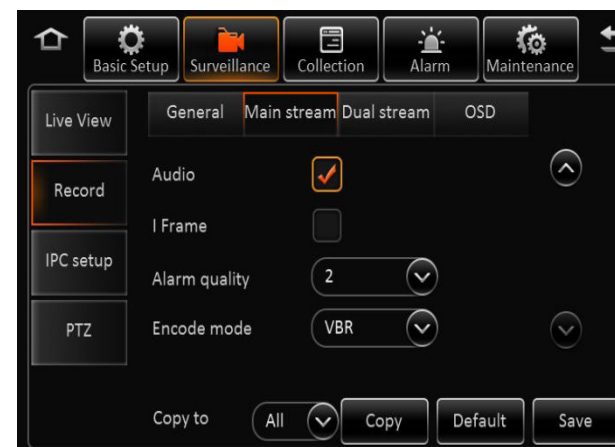 Basic Setup Surveillance Collection Alarm Maintenance
Live View General Main stream Dual stream OSD
Audio
Record
I Frame
IPC setup
Alarm quality 2
PTZ Encode mode VBR
Copy to All Copy Default Save